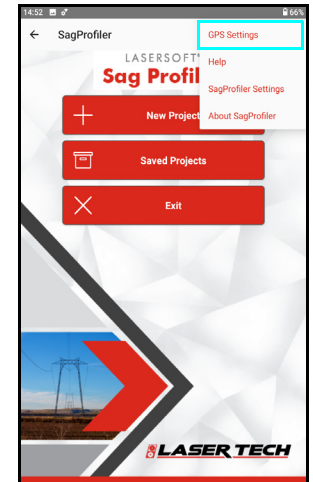 14:52 66%
SagProfiler
GPS Settings
Help
SagProfiler Settings
About SagProfiler
LASERSOFT
Sag Profil
New Project
Saved Projects
Exit
LASER TECH